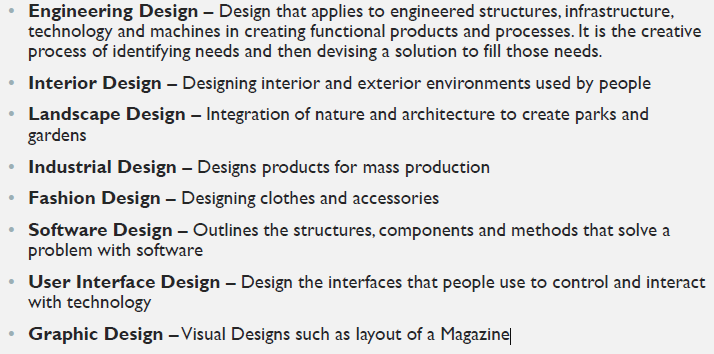 • Engineering Design – Design that applies to engineered structures, infrastructure,
technology and machines in creating functional products and processes. It is the creative
process of identifying needs and then devising a solution to fill those needs.
• Interior Design – Designing interior and exterior environments used by people
• Landscape Design – Integration of nature and architecture to create parks and
gardens
• Industrial Design – Designs products for mass production
• Fashion Design – Designing clothes and accessories
• Software Design – Outlines the structures, components and methods that solve a
problem with software
• User Interface Design – Design the interfaces that people use to control and interact
with technology
• Graphic Design –Visual Designs such as layout of a Magazine